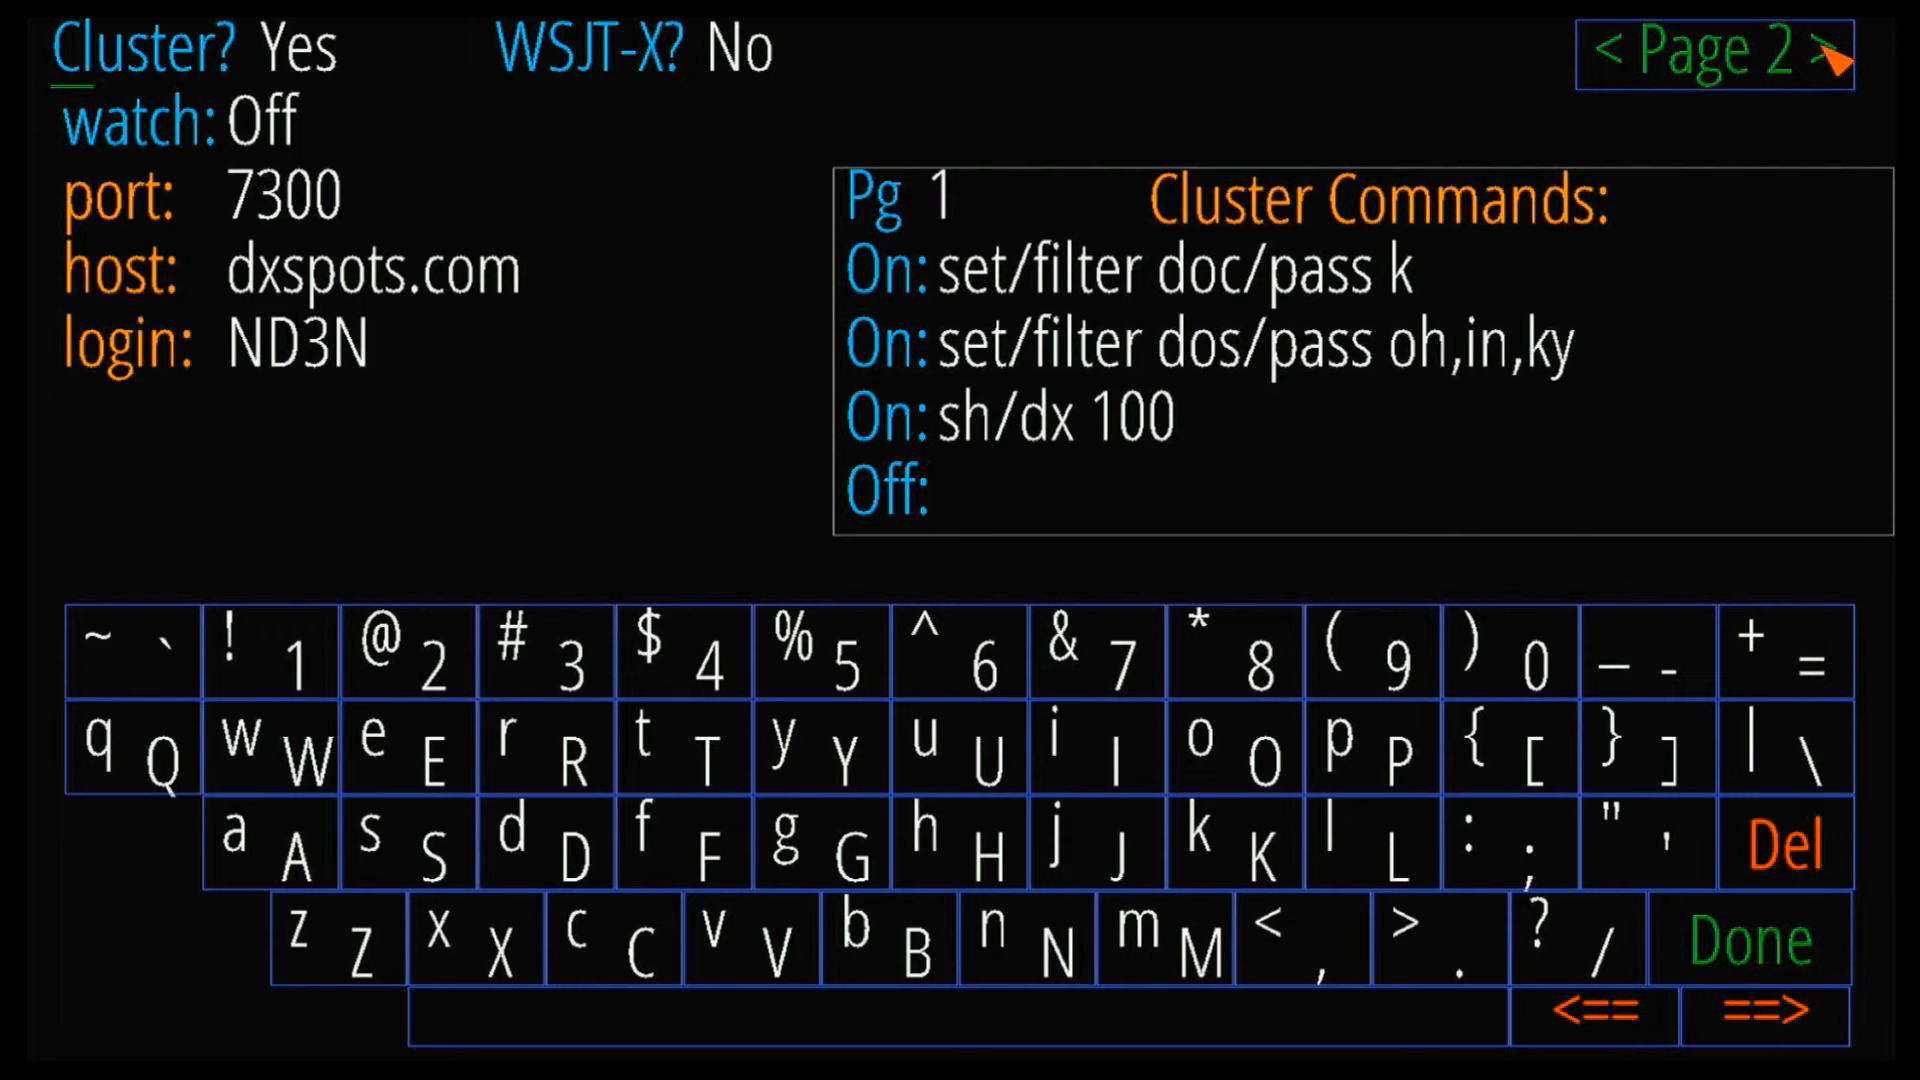 Cluster? Yes WSJT-X? No < Page 2 >
watch: Off
port: 7300
host: dxspots.com
login: ND3N
Pg 1 Cluster Commands:
On: set/filter doc/pass k
On: set/filter dos/pass oh,in,ky
On: sh/dx 100
Off:
~ ` ! 1 @ 2 # 3 $ 4 % 5 ^ 6 & 7 * 8 ( 9 ) 0 _ - + =
q Q w W e E r R t T y Y u U i I o O p P { [ } ] | \
a A s S d D f F g G h H j J k K l L : ; " ' Del
z Z x X c C v V b B n N m M < , > . ? / Done
<== ==>